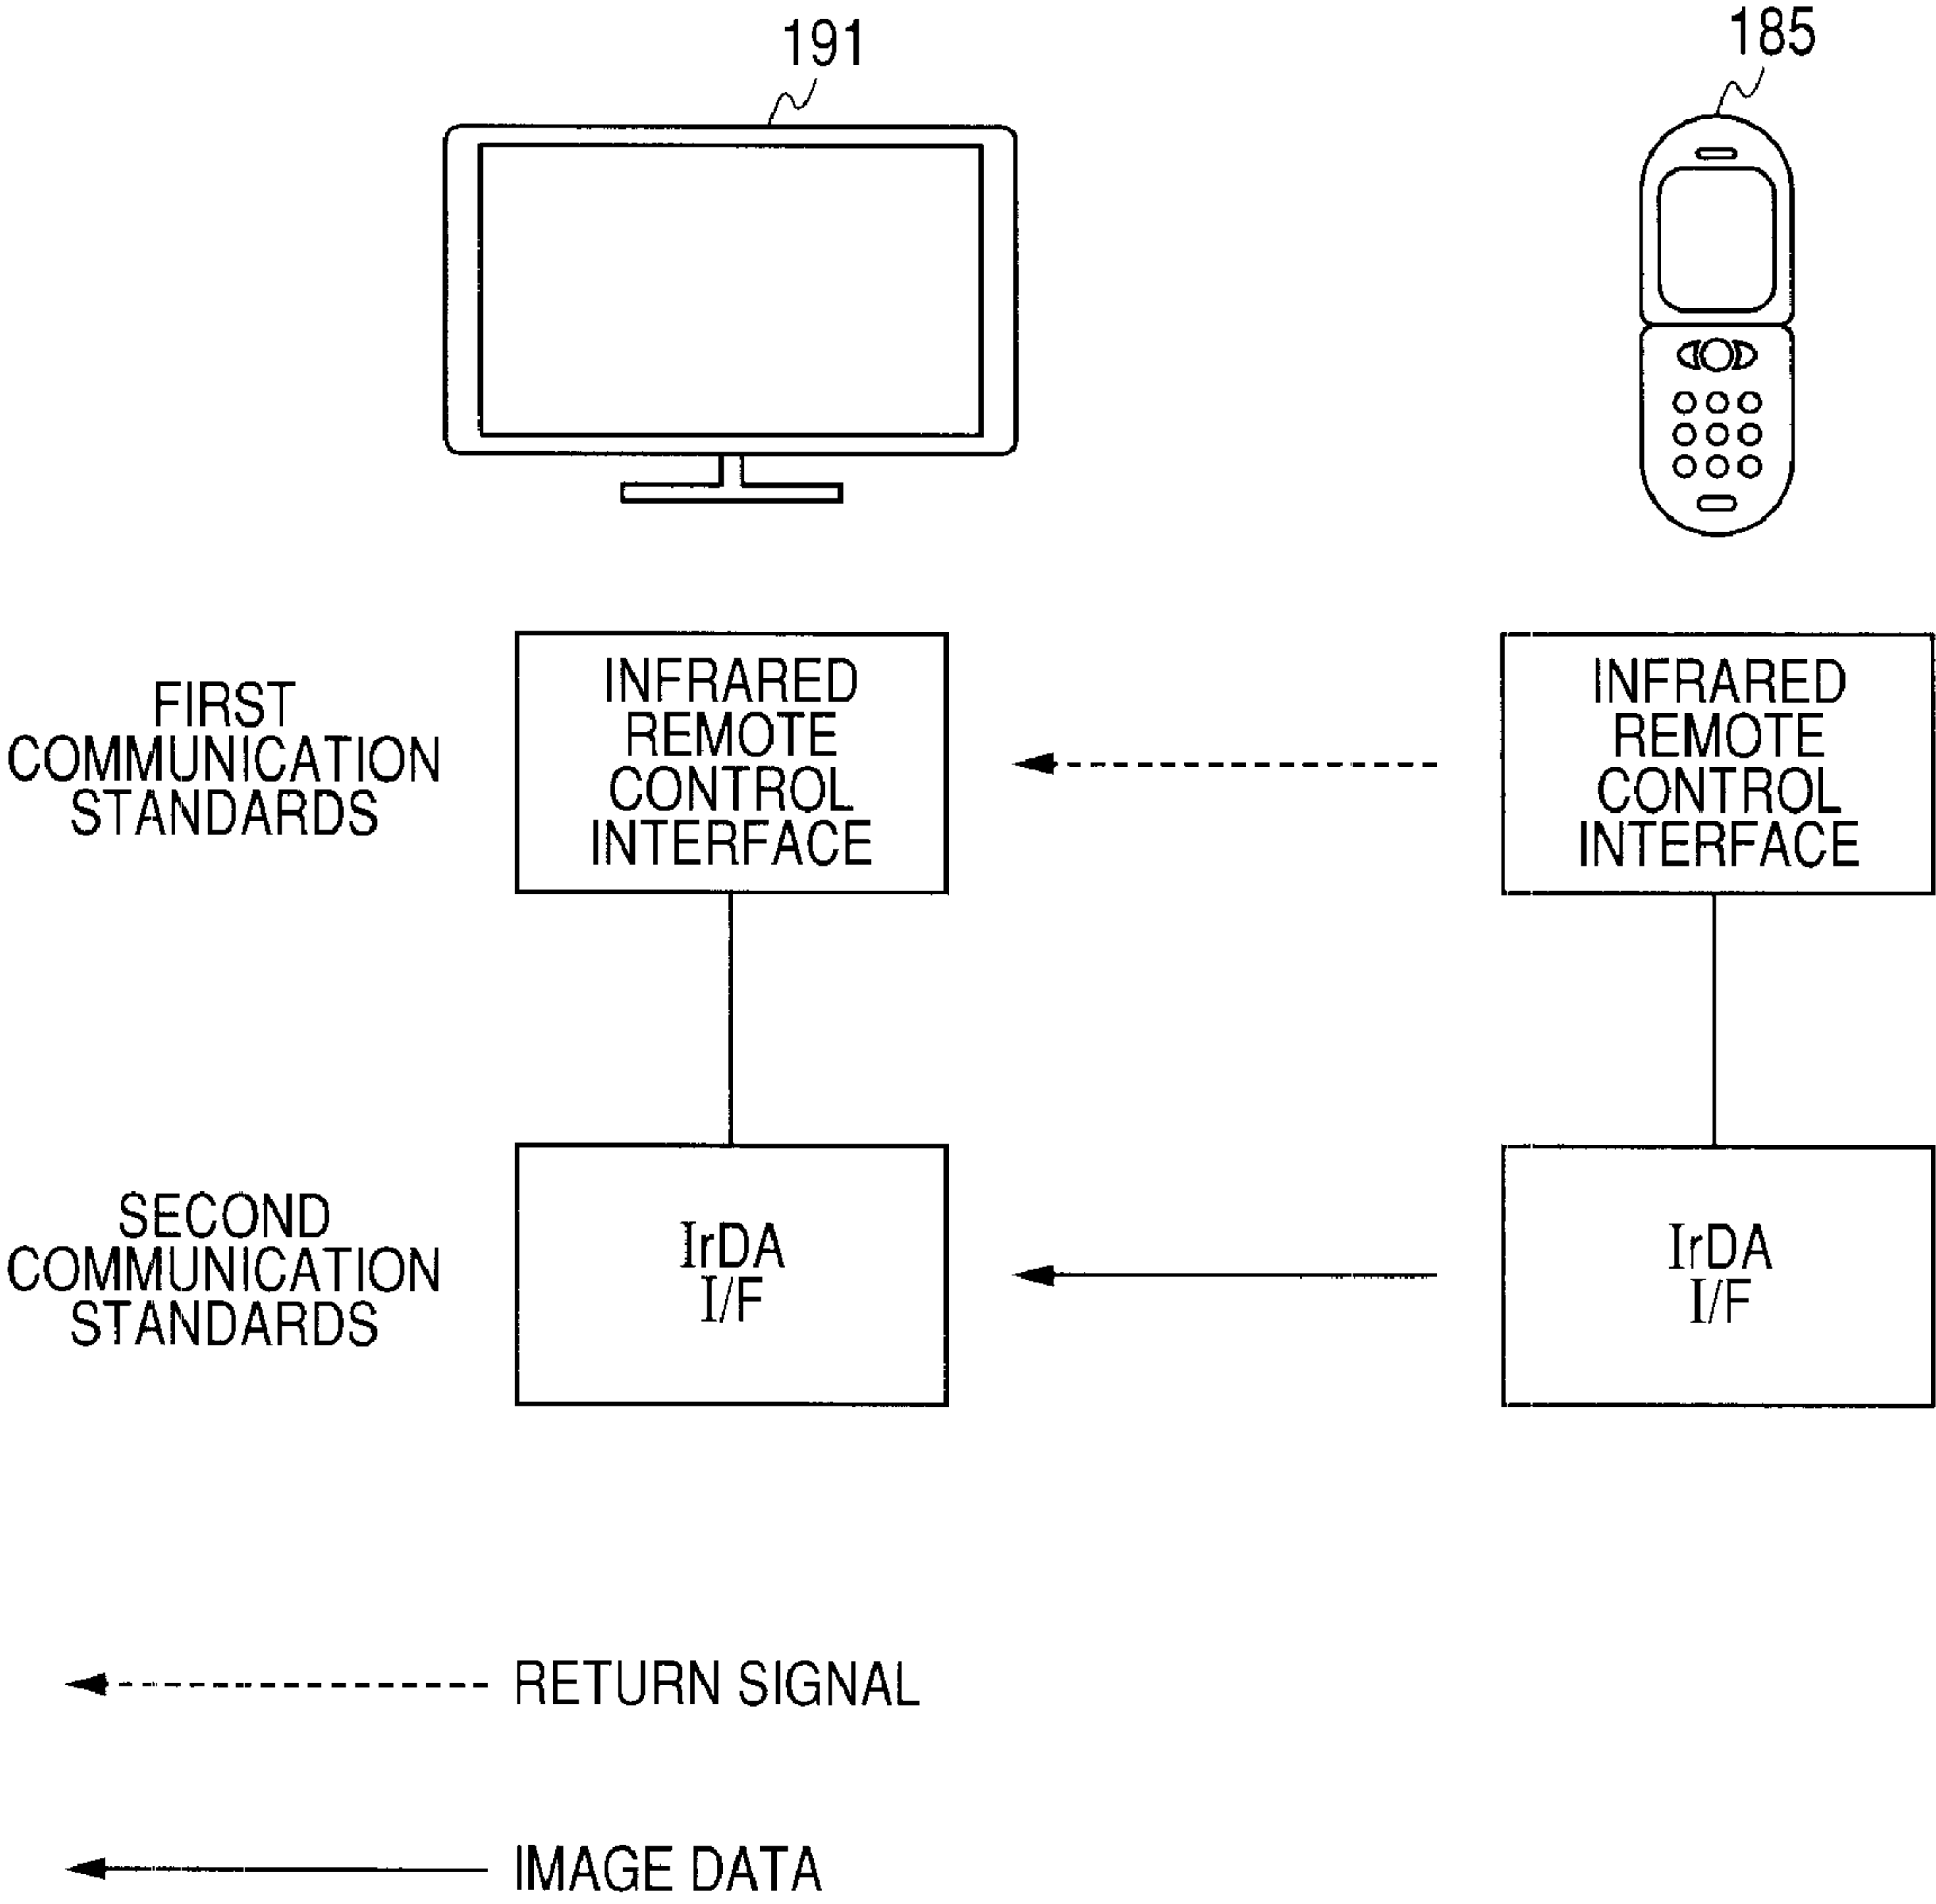 191
185
FIRST
COMMUNICATION
STANDARDS
INFRARED
REMOTE
CONTROL
INTERFACE
INFRARED
REMOTE
CONTROL
INTERFACE
SECOND
COMMUNICATION
STANDARDS
IrDA
I/F
IrDA
I/F
RETURN SIGNAL
IMAGE DATA